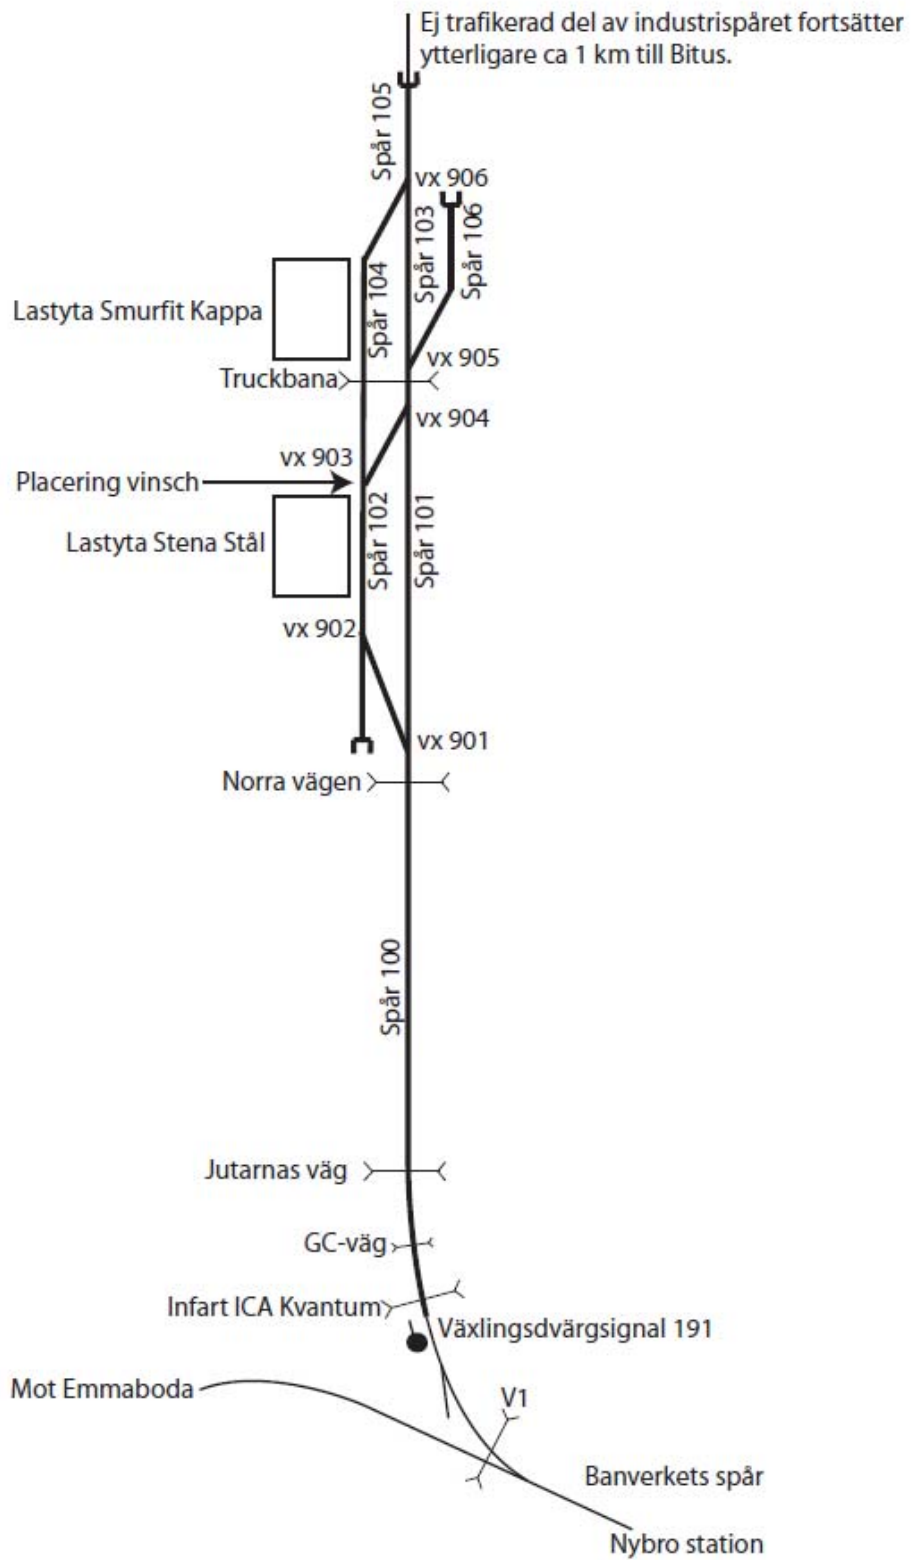 Ej trafikerad del av industrispåret fortsätter
ytterligare ca 1 km till Bitus.
Spår 105
vx 906
Spår 103
Spår 106
Spår 104
Lastyta Smurfit Kappa
vx 905
Truckbana
vx 904
vx 903
Placering vinsch
Spår 102
Spår 101
Lastyta Stena Stål
vx 902
vx 901
Norra vägen
Spår 100
Jutarnas väg
GC-väg
Infart ICA Kvantum
Växlingsdvärgsignal 191
Mot Emmaboda
V1
Banverkets spår
Nybro station